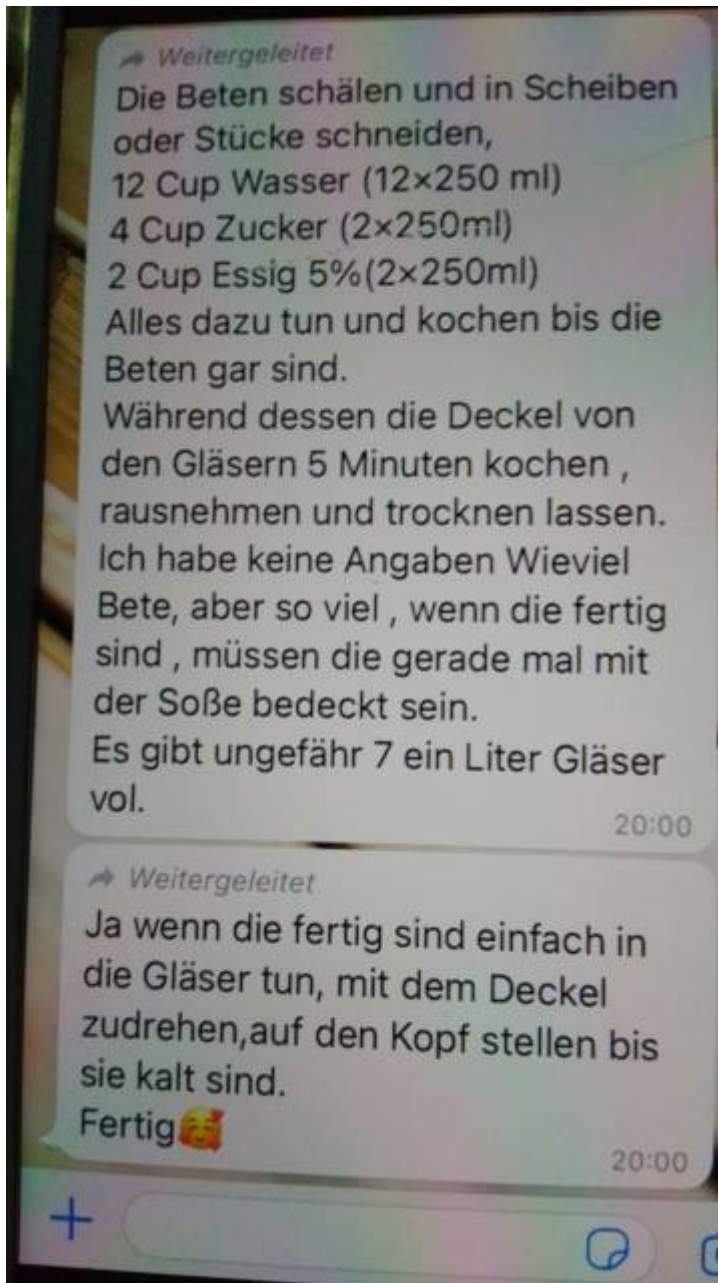 Weitergeleitet
Die Beten schälen und in Scheiben
oder Stücke schneiden,
12 Cup Wasser (12×250 ml)
4 Cup Zucker (2×250ml)
2 Cup Essig 5%(2×250ml)
Alles dazu tun und kochen bis die
Beten gar sind.
Während dessen die Deckel von
den Gläsern 5 Minuten kochen ,
rausnehmen und trocknen lassen.
Ich habe keine Angaben Wieviel
Bete, aber so viel , wenn die fertig
sind , müssen die gerade mal mit
der Soße bedeckt sein.
Es gibt ungefähr 7 ein Liter Gläser
vol.
20:00
Weitergeleitet
Ja wenn die fertig sind einfach in
die Gläser tun, mit dem Deckel
zudrehen,auf den Kopf stellen bis
sie kalt sind.
Fertig🥰
20:00